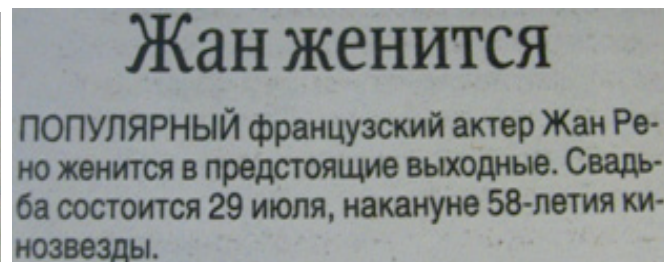 Жан женится
ПОПУЛЯРНЫЙ французский актер Жан Ре-
но женится в предстоящие выходные. Свадь-
ба состоится 29 июля, накануне 58-летия ки-
нозвезды.